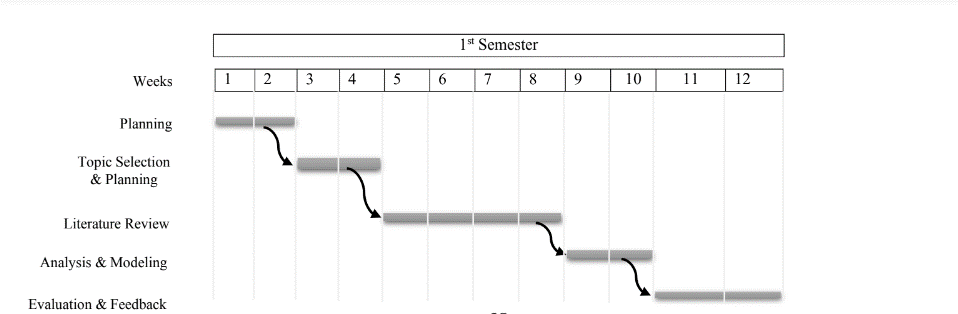 1st Semester
Weeks 1 2 3 4 5 6 7 8 9 10 11 12
Planning
Topic Selection
& Planning
Literature Review
Analysis & Modeling
Evaluation & Feedback